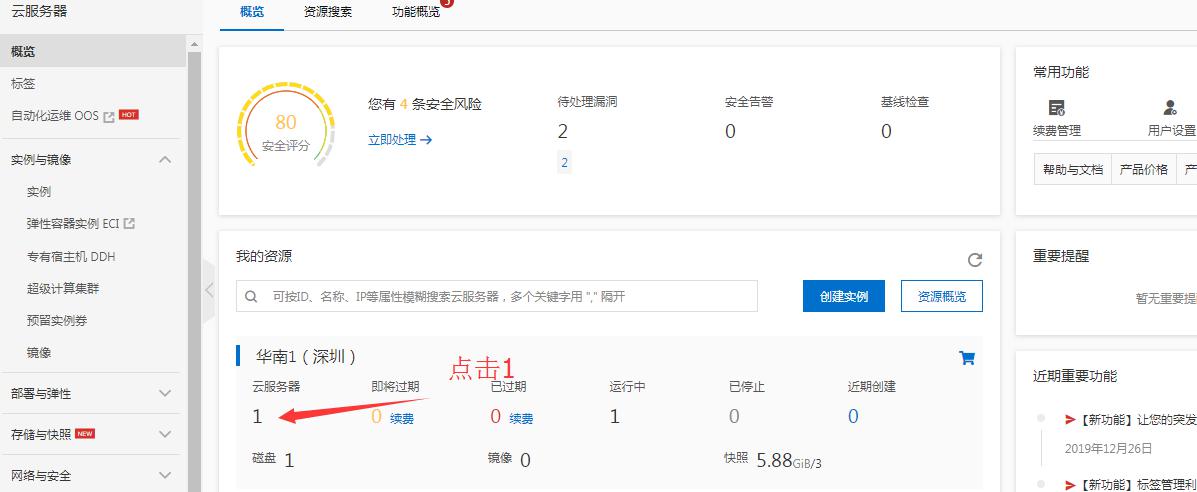 云服务器
概览
资源搜索
功能概览
概览
标签
自动化运维 OOS HOT
实例与镜像
实例
弹性容器实例 ECI
专有宿主机 DDH
超级计算集群
预留实例券
镜像
部署与弹性
存储与快照 NEW
网络与安全
80
安全评分
您有 4 条安全风险
立即处理
待处理漏洞
2
2
安全告警
0
基线检查
0
常用功能
续费管理
用户设置
帮助与文档
产品价格
产
我的资源
可按ID、名称、IP等属性模糊搜索云服务器，多个关键字用 "," 隔开
创建实例
资源概览
重要提醒
暂无重要提
华南1（深圳）
点击1
云服务器
即将过期
已过期
运行中
已停止
近期创建
1
0 续费
0 续费
1
0
0
磁盘 1
镜像 0
快照 5.88GiB/3
近期重要功能
【新功能】让您的突发
2019年12月26日
【新功能】标签管理利